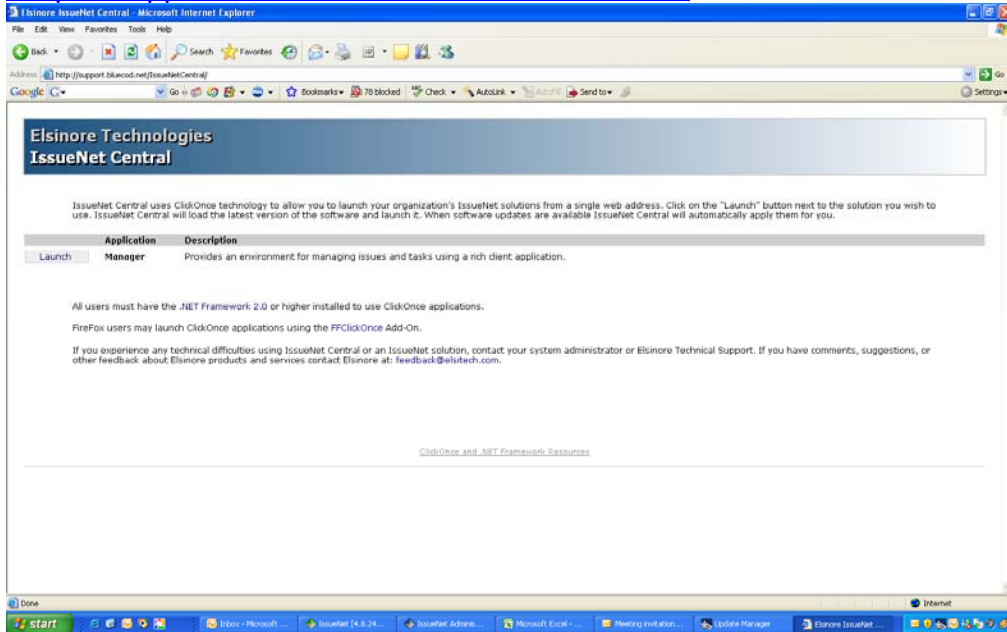 Elsinore IssueNet Central - Microsoft Internet Explorer
File Edit View Favorites Tools Help
Back Search Favorites
Address http://support.bluecod.net/IssueNetCentral/ Go
Google Go Bookmarks 78 blocked Check AutoLink AutoFill Send to Settings
Elsinore Technologies
IssueNet Central
IssueNet Central uses ClickOnce technology to allow you to launch your organization's IssueNet solutions from a single web address. Click on the "Launch" button next to the solution you wish to
use. IssueNet Central will load the latest version of the software and launch it. When software updates are available IssueNet Central will automatically apply them for you.
Application Description
Launch Manager Provides an environment for managing issues and tasks using a rich client application.
All users must have the .NET Framework 2.0 or higher installed to use ClickOnce applications.
FireFox users may launch ClickOnce applications using the FFClickOnce Add-On.
If you experience any technical difficulties using IssueNet Central or an IssueNet solution, contact your system administrator or Elsinore Technical Support. If you have comments, suggestions, or
other feedback about Elsinore products and services contact Elsinore at: feedback@elsitech.com.
ClickOnce and .NET Framework Resources
Done Internet
start Inbox - Microsoft ... IssueNet [4.8.24... IssueNet Adminis... Microsoft Excel - ... Meeting invitation... Update Manager Elsinore IssueNet ...